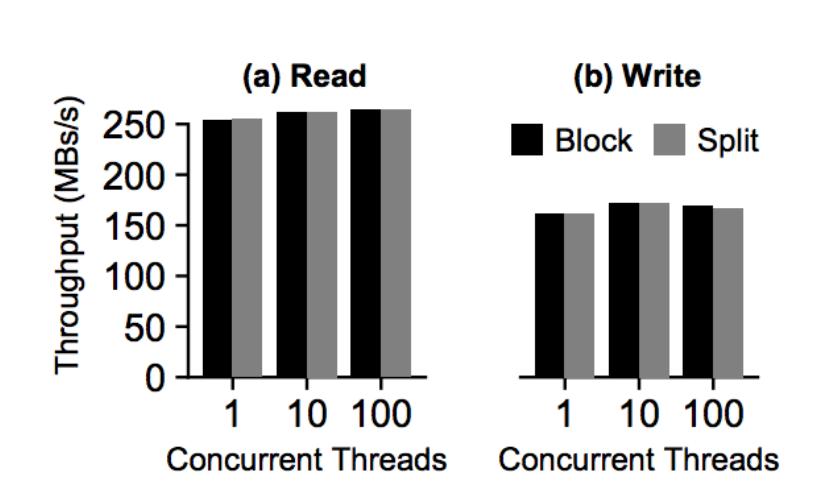 (a) Read
(b) Write
Throughput (MBs/s)
250
200
150
100
50
0
Block Split
1 10 100
1 10 100
Concurrent Threads
Concurrent Threads